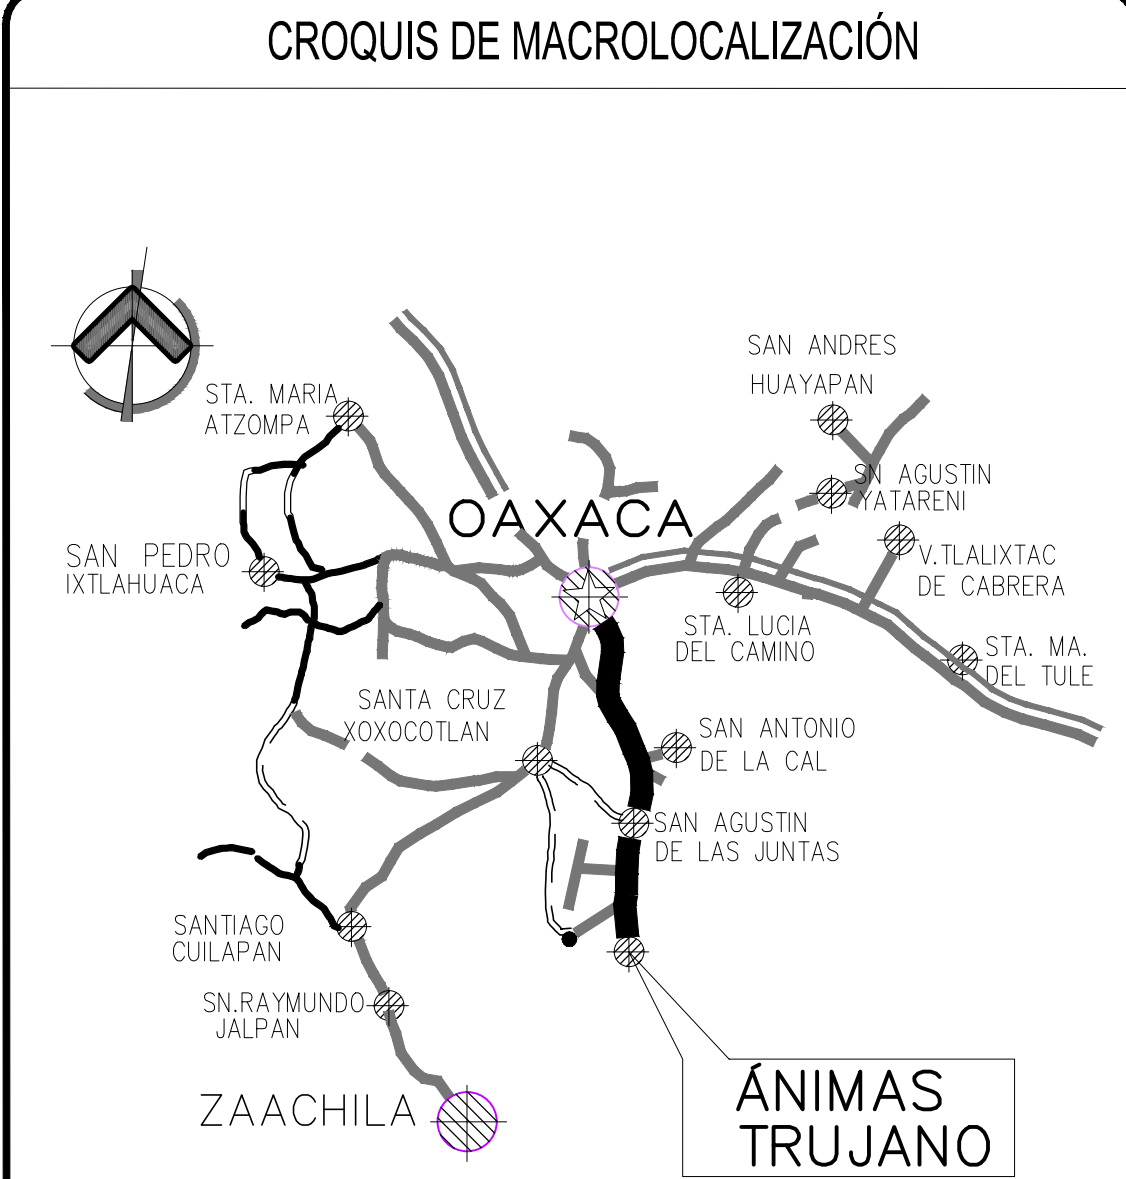 CROQUIS DE MACROLOCALIZACIÓN
SAN ANDRES
HUAYAPAN
STA. MARIA
ATZOMPA
SN AGUSTIN
YATARENI
OAXACA
SAN PEDRO
IXTLAHUACA
V.TLALIXTAC
DE CABRERA
STA. LUCIA
DEL CAMINO
STA. MA.
DEL TULE
SANTA CRUZ
XOXOCOTLAN
SAN ANTONIO
DE LA CAL
SAN AGUSTIN
DE LAS JUNTAS
SANTIAGO
CUILAPAN
SN.RAYMUNDO
JALPAN
ZAACHILA
ÁNIMAS
TRUJANO